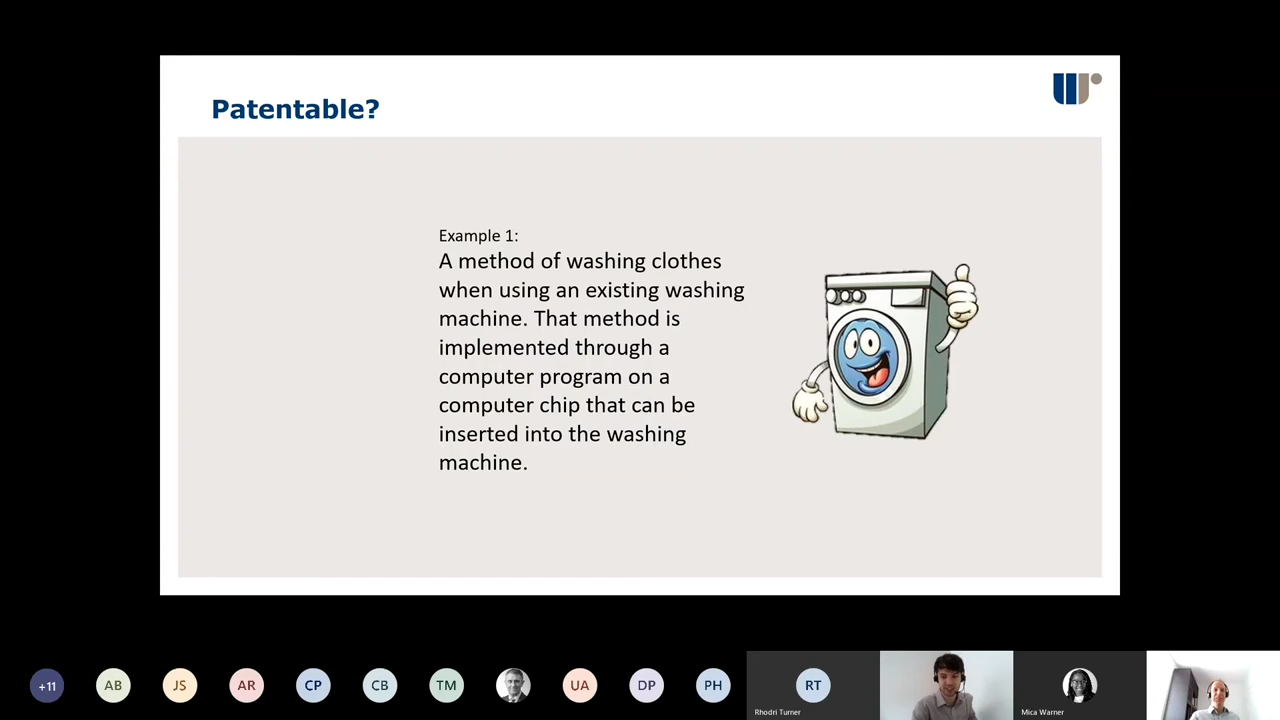 Patentable?
Example 1:
A method of washing clothes
when using an existing washing
machine. That method is
implemented through a
computer program on a
computer chip that can be
inserted into the washing
machine.
+11
AB
JS
AR
CP
CB
TM
UA
DP
PH
RT
Rhodri Turner
Mica Warner